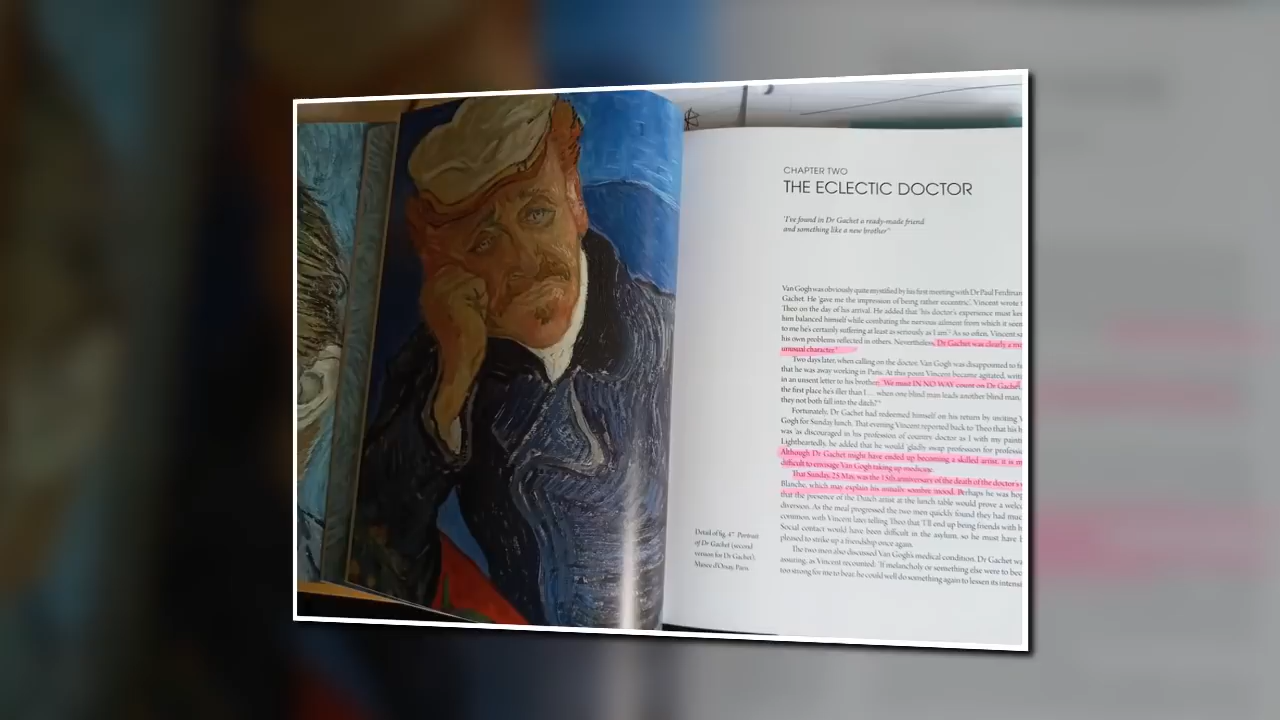 CHAPTER TWO
THE ECLECTIC DOCTOR
'I've found in Dr Gachet a ready-made friend
and something like a new brother'
Van Gogh was obviously quite mystified by his first meeting with Dr Paul Ferdinan
Gachet. He 'gave me the impression of being rather eccentric', Vincent wrote t
Theo on the day of his arrival. He added that 'his doctor's experience must kee
him balanced himself while combating the nervous ailment from which it seem
to me he's certainly suffering at least as seriously as I am'. As so often, Vincent sa
his own problems reflected in others. Nevertheless, Dr Gachet was clearly a mo
unusual character.
Two days later, when calling on the doctor, Van Gogh was disappointed to fi
that he was away working in Paris. At this point Vincent became agitated, writi
in an unsent letter to his brother: 'We must IN NO WAY count on Dr Gachet.
the first place he's iller than I... when one blind man leads another blind man,
they not both fall into the ditch?'
Fortunately, Dr Gachet had redeemed himself on his return by inviting V
Gogh for Sunday lunch. That evening Vincent reported back to Theo that his h
was 'as discouraged in his profession of country doctor as I with my painti
Lightheartedly, he added that he would 'gladly swap profession for professio
Although Dr Gachet might have ended up becoming a skilled artist, it is m
difficult to envisage Van Gogh taking up medicine.
That Sunday, 25 May, was the 15th anniversary of the death of the doctor's
Blanche, which may explain his initially sombre mood. Perhaps he was hop
that the presence of the Dutch artist at the lunch table would prove a welco
diversion. As the meal progressed the two men quickly found they had muc
common, with Vincent later telling Theo that 'I'll end up being friends with h
Social contact would have been difficult in the asylum, so he must have b
pleased to strike up a friendship once again.
The two men also discussed Van Gogh's medical condition. Dr Gachet wa
assuring, as Vincent recounted: 'If melancholy or something else were to bec
too strong for me to bear, he could well do something again to lessen its intensi
Detail of fig. 47 Portrait
of Dr Gachet (second
version for Dr Gachet),
Musée d'Orsay, Paris